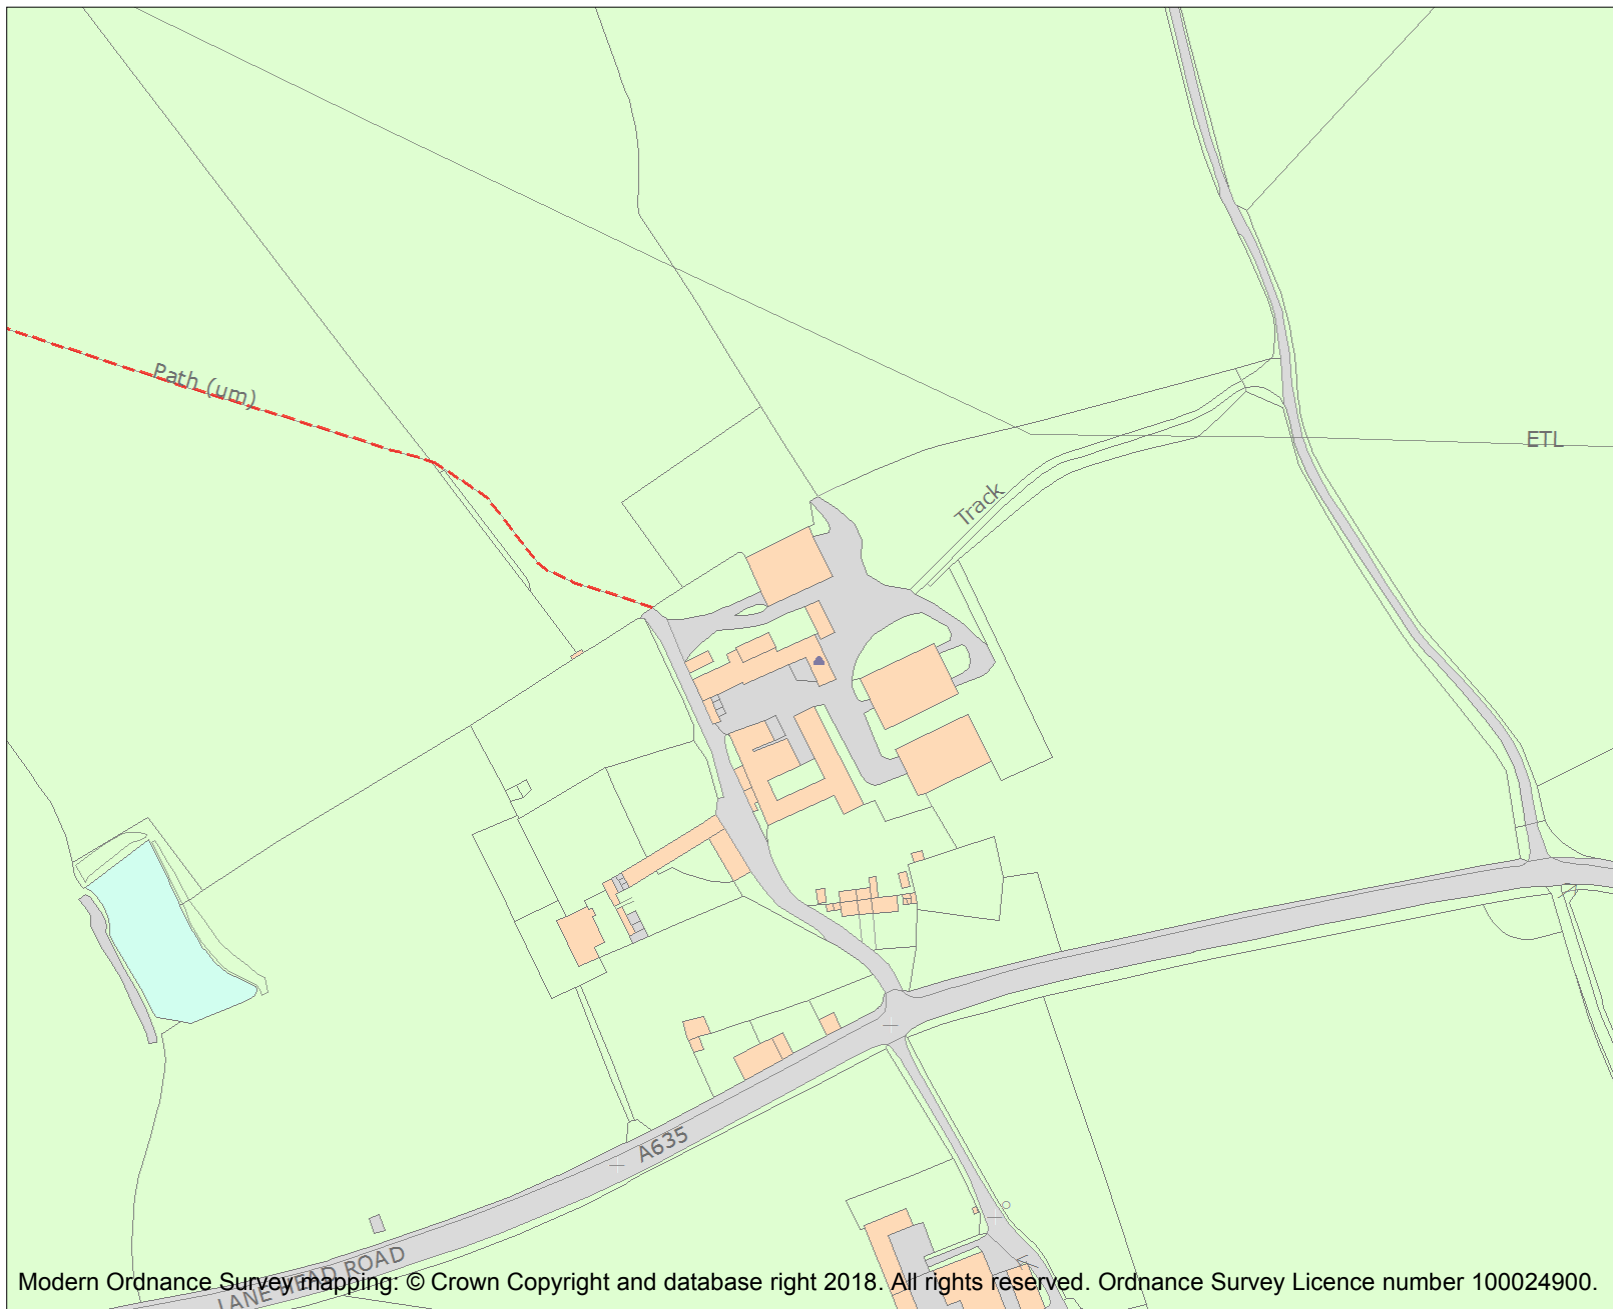 Path (um)
ETL
Track
A635
LANE HEAD ROAD
Modern Ordnance Survey mapping: © Crown Copyright and database right 2018. All rights reserved. Ordnance Survey Licence number 100024900.